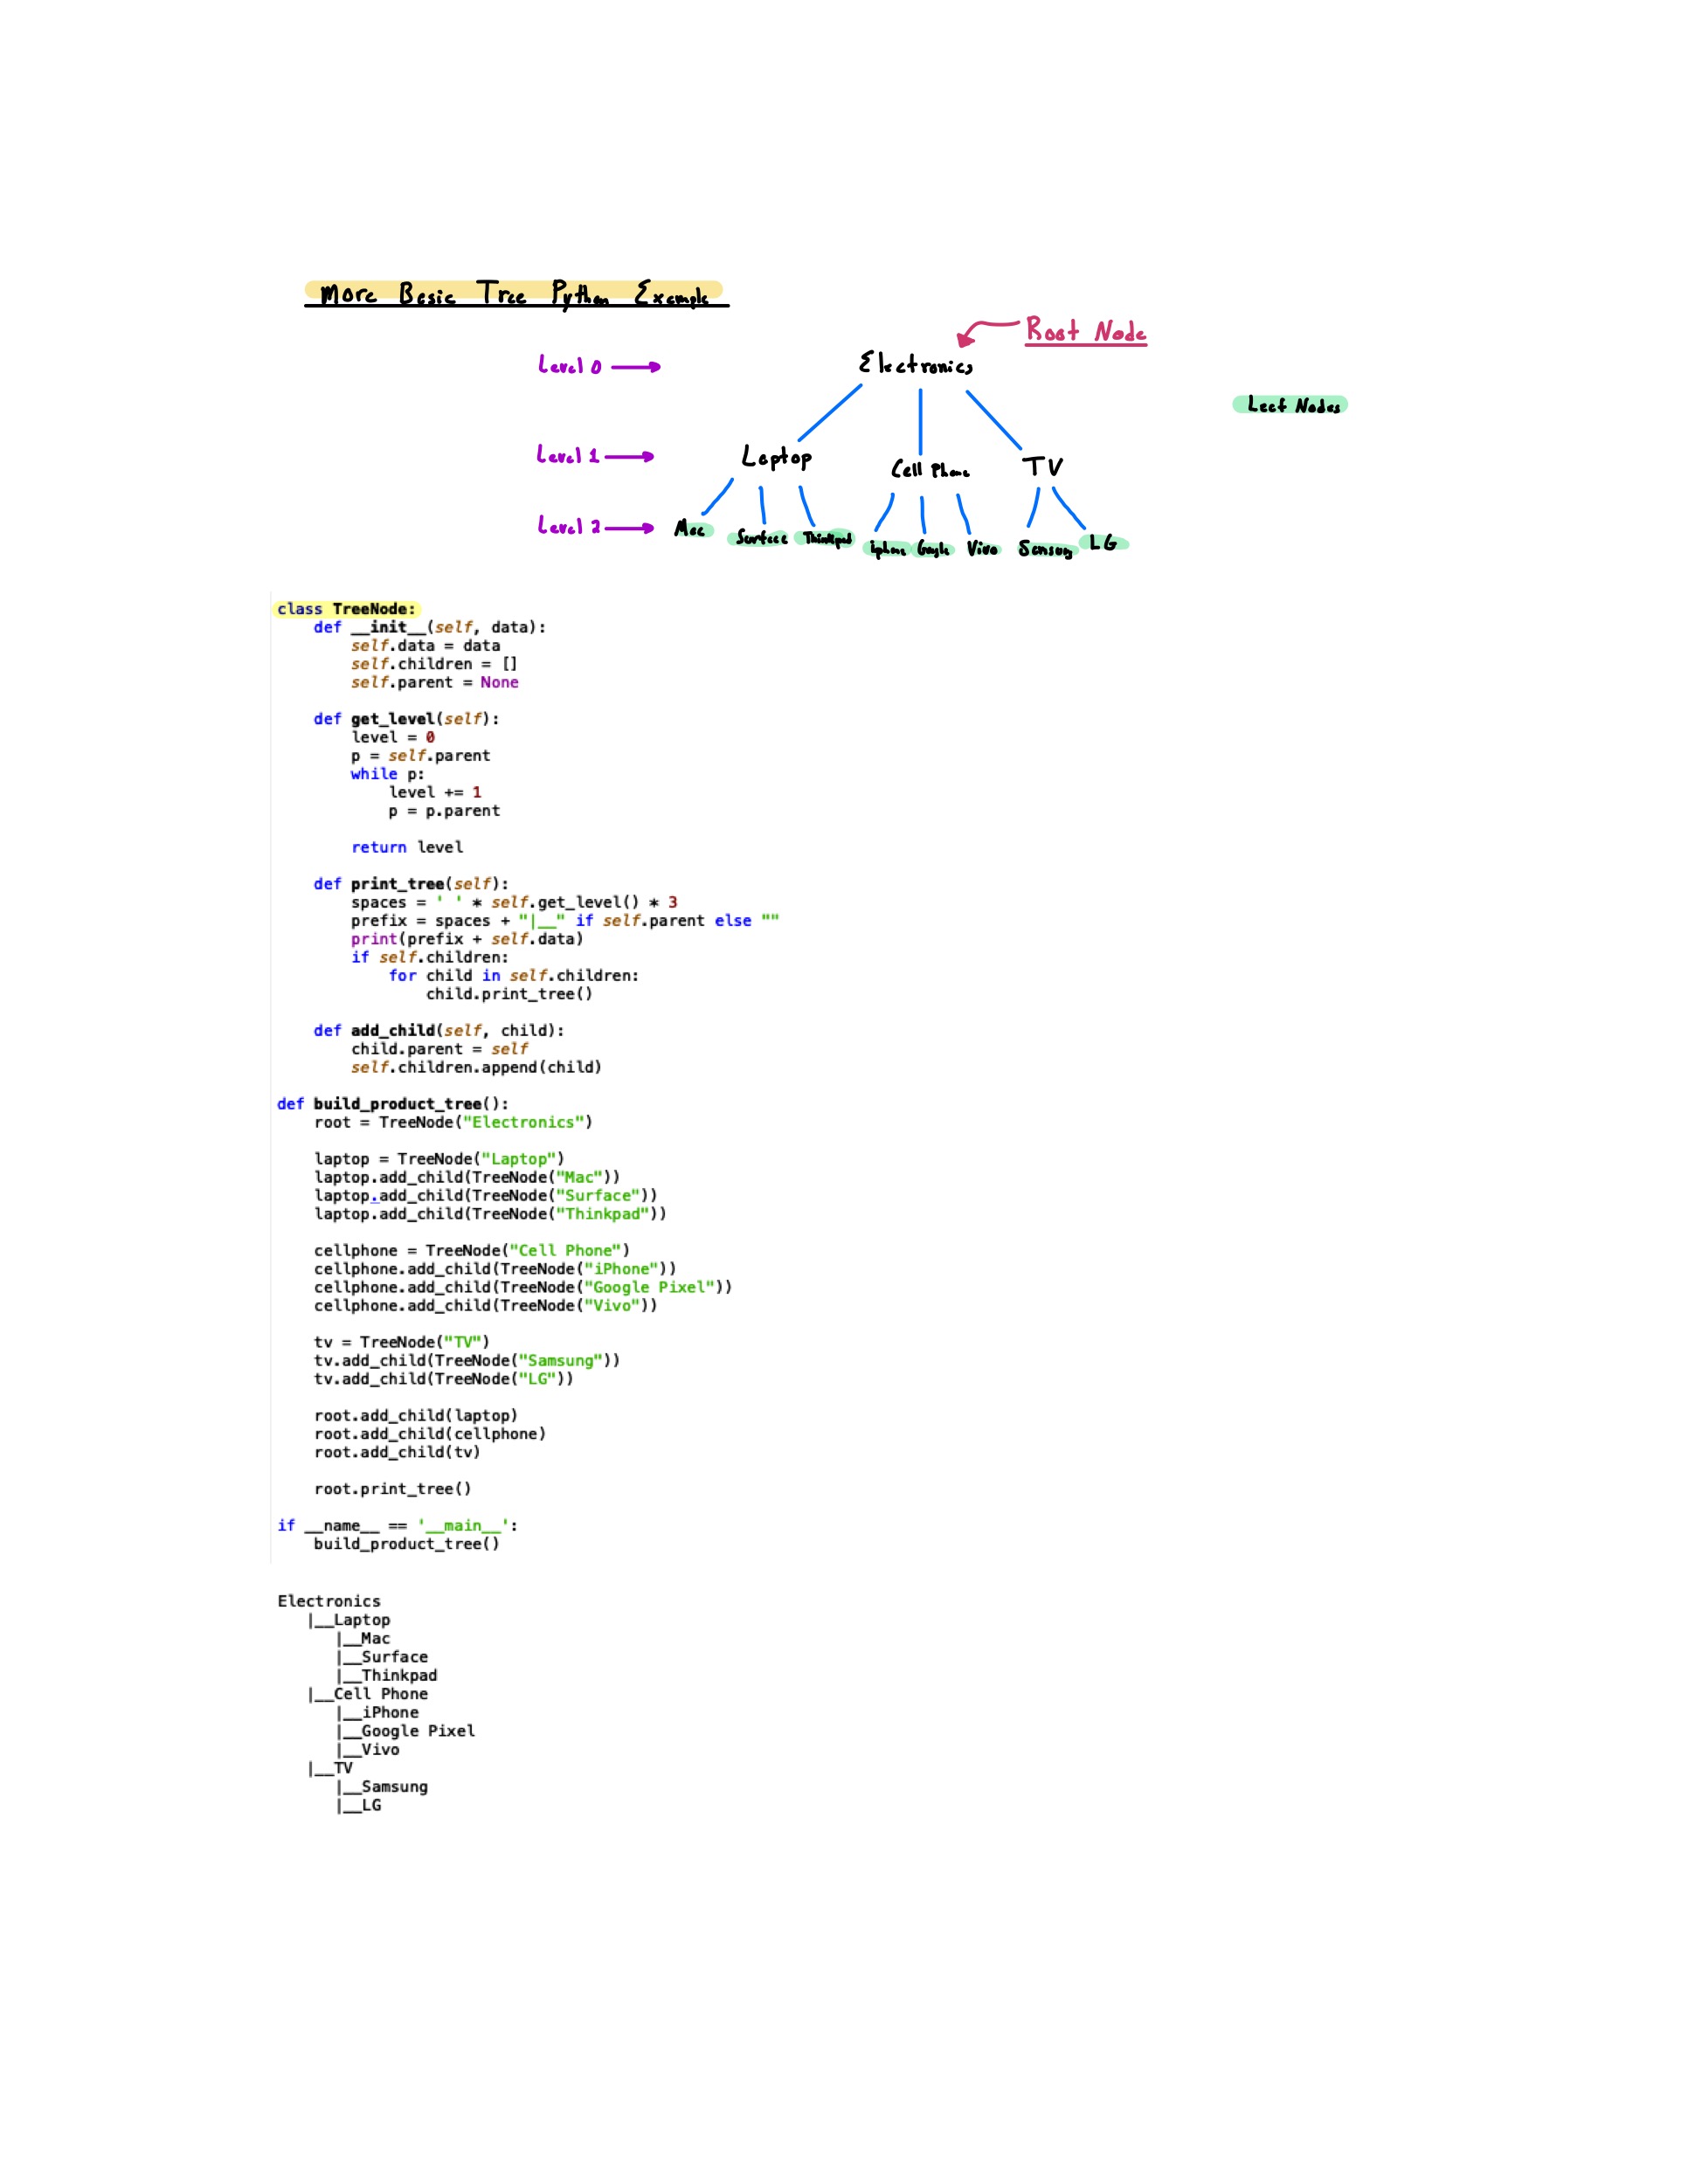 More Basic Tree Python Example
Root Node
Level 0 Electronics
Leaf Nodes
Level 1 Laptop Cell Phone TV
Level 2 Mac Surface Thinkpad iphone Google Vivo Samsung LG
class TreeNode:
    def __init__(self, data):
        self.data = data
        self.children = []
        self.parent = None

    def get_level(self):
        level = 0
        p = self.parent
        while p:
            level += 1
            p = p.parent

        return level

    def print_tree(self):
        spaces = ' ' * self.get_level() * 3
        prefix = spaces + "|__" if self.parent else ""
        print(prefix + self.data)
        if self.children:
            for child in self.children:
                child.print_tree()

    def add_child(self, child):
        child.parent = self
        self.children.append(child)

def build_product_tree():
    root = TreeNode("Electronics")

    laptop = TreeNode("Laptop")
    laptop.add_child(TreeNode("Mac"))
    laptop.add_child(TreeNode("Surface"))
    laptop.add_child(TreeNode("Thinkpad"))

    cellphone = TreeNode("Cell Phone")
    cellphone.add_child(TreeNode("iPhone"))
    cellphone.add_child(TreeNode("Google Pixel"))
    cellphone.add_child(TreeNode("Vivo"))

    tv = TreeNode("TV")
    tv.add_child(TreeNode("Samsung"))
    tv.add_child(TreeNode("LG"))

    root.add_child(laptop)
    root.add_child(cellphone)
    root.add_child(tv)

    root.print_tree()

if __name__ == '__main__':
    build_product_tree()

Electronics
   |__Laptop
      |__Mac
      |__Surface
      |__Thinkpad
   |__Cell Phone
      |__iPhone
      |__Google Pixel
      |__Vivo
   |__TV
      |__Samsung
      |__LG